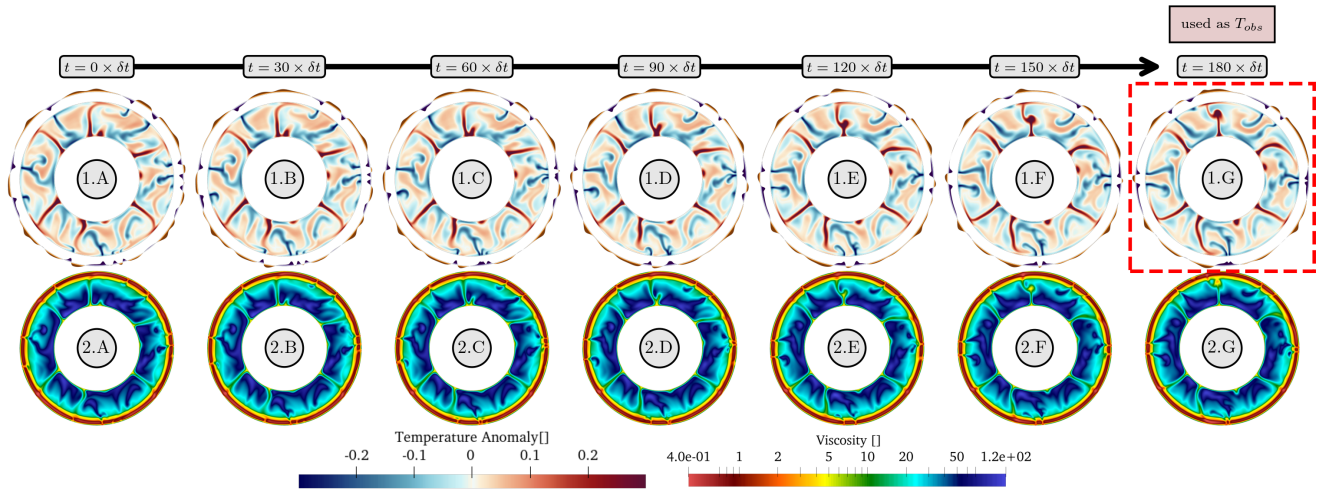 used as T_obs
t = 0 × δt
t = 30 × δt
t = 60 × δt
t = 90 × δt
t = 120 × δt
t = 150 × δt
t = 180 × δt
1.A
1.B
1.C
1.D
1.E
1.F
1.G
2.A
2.B
2.C
2.D
2.E
2.F
2.G
Temperature Anomaly[]
-0.2 -0.1 0 0.1 0.2
Viscosity []
4.0e-01 1 2 5 10 20 50 1.2e+02